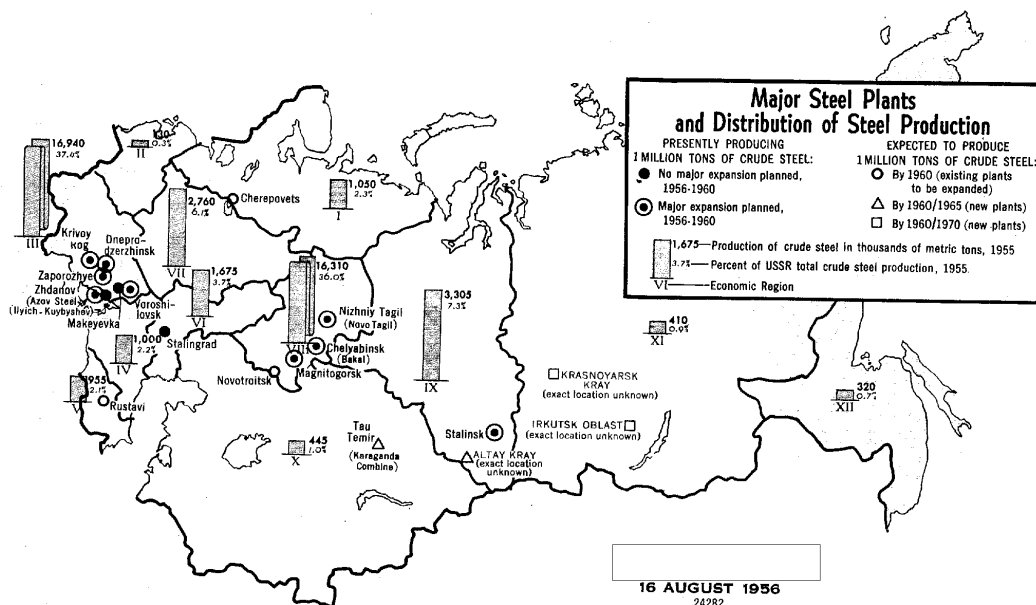 Major Steel Plants
and Distribution of Steel Production
PRESENTLY PRODUCING
1 MILLION TONS OF CRUDE STEEL:
No major expansion planned,
1956-1960
Major expansion planned,
1956-1960
EXPECTED TO PRODUCE
1 MILLION TONS OF CRUDE STEEL:
By 1960 (existing plants
to be expanded)
By 1960/1965 (new plants)
By 1960/1970 (new plants)
1,675—Production of crude steel in thousands of metric tons, 1955
3.7%—Percent of USSR total crude steel production, 1955.
VI—Economic Region
16,940
37.4%
III
130
0.3%
II
2,760
6.1%
VII
Cherepovets
1,050
2.3%
I
Krivoy
Rog
Dnepro-
dzerzhinsk
Zaporozhye
Zhdanov
(Azov Steel)
(Ilyich-Kuybyshev)
Makeyevka
Voroshi-
lovsk
Stalingrad
1,675
3.7%
VI
16,310
36.0%
VIII
Nizhniy Tagil
(Novo Tagil)
Chelyabinsk
(Bakal)
Magnitogorsk
Novotroitsk
3,305
7.3%
IX
1,000
2.2%
IV
955
2.1%
V
Rustavi
445
1.0%
X
Tau
Temir
(Karaganda
Combine)
Stalinsk
ALTAY KRAY
(exact location
unknown)
410
0.9%
XI
KRASNOYARSK
KRAY
(exact location unknown)
IRKUTSK OBLAST
(exact location unknown)
320
0.7%
XII
16 AUGUST 1956
24282